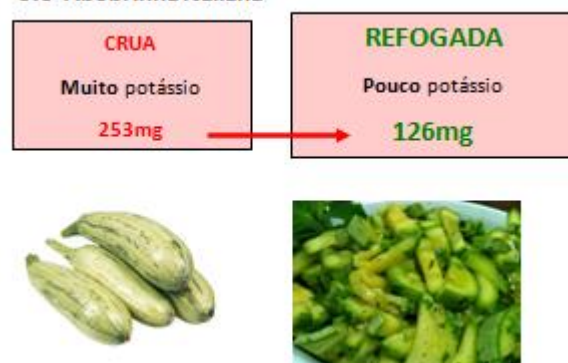 CRUA
Muito potássio
253mg
REFOGADA
Pouco potássio
126mg